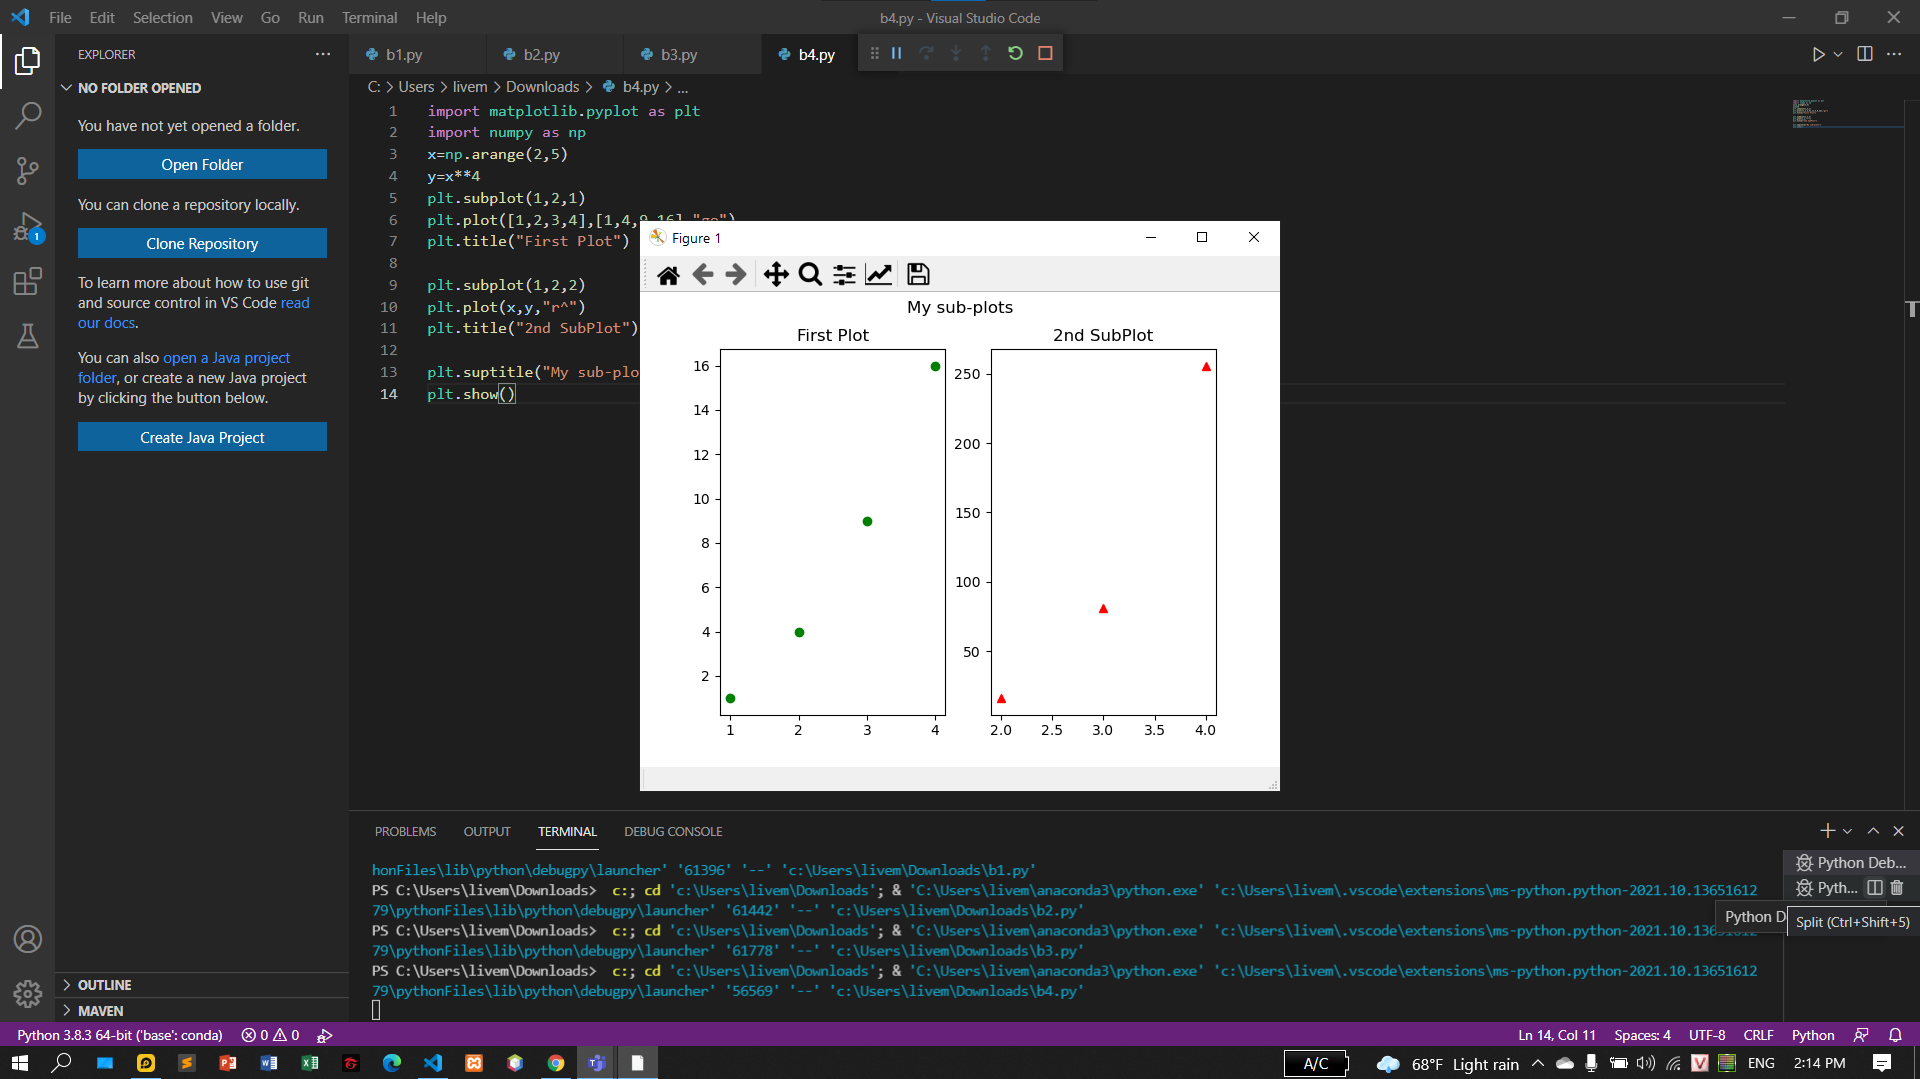 File Edit Selection View Go Run Terminal Help
b4.py - Visual Studio Code
EXPLORER
b1.py
b2.py
b3.py
b4.py
NO FOLDER OPENED
C: > Users > livem > Downloads > b4.py > ...
You have not yet opened a folder.
Open Folder
You can clone a repository locally.
Clone Repository
To learn more about how to use git
and source control in VS Code read
our docs.
You can also open a Java project
folder, or create a new Java project
by clicking the button below.
Create Java Project
OUTLINE
MAVEN
1 import matplotlib.pyplot as plt
2 import numpy as np
3 x=np.arange(2,5)
4 y=x**4
5 plt.subplot(1,2,1)
6 plt.plot([1,2,3,4],[1,4,9,16],"go")
7 plt.title("First Plot")
8
9 plt.subplot(1,2,2)
10 plt.plot(x,y,"r^")
11 plt.title("2nd SubPlot")
12
13 plt.suptitle("My sub-plo
14 plt.show()
Figure 1
My sub-plots
First Plot
16
14
12
10
8
6
4
2
1 2 3 4
2nd SubPlot
250
200
150
100
50
2.0 2.5 3.0 3.5 4.0
PROBLEMS OUTPUT TERMINAL DEBUG CONSOLE
honFiles\lib\python\debugpy\launcher' '61396' '--' 'c:\Users\livem\Downloads\b1.py'
PS C:\Users\livem\Downloads> c:; cd 'c:\Users\livem\Downloads'; & 'C:\Users\livem\anaconda3\python.exe' 'c:\Users\livem\.vscode\extensions\ms-python.python-2021.10.13651612
79\pythonFiles\lib\python\debugpy\launcher' '61442' '--' 'c:\Users\livem\Downloads\b2.py'
PS C:\Users\livem\Downloads> c:; cd 'c:\Users\livem\Downloads'; & 'C:\Users\livem\anaconda3\python.exe' 'c:\Users\livem\.vscode\extensions\ms-python.python-2021.10.13651612
79\pythonFiles\lib\python\debugpy\launcher' '61778' '--' 'c:\Users\livem\Downloads\b3.py'
PS C:\Users\livem\Downloads> c:; cd 'c:\Users\livem\Downloads'; & 'C:\Users\livem\anaconda3\python.exe' 'c:\Users\livem\.vscode\extensions\ms-python.python-2021.10.13651612
79\pythonFiles\lib\python\debugpy\launcher' '56569' '--' 'c:\Users\livem\Downloads\b4.py'
Python Deb...
Pyth...
Python D
Split (Ctrl+Shift+5)
1
Python 3.8.3 64-bit ('base': conda) 0 0
Ln 14, Col 11 Spaces: 4 UTF-8 CRLF Python
A/C
68°F Light rain
ENG
2:14 PM